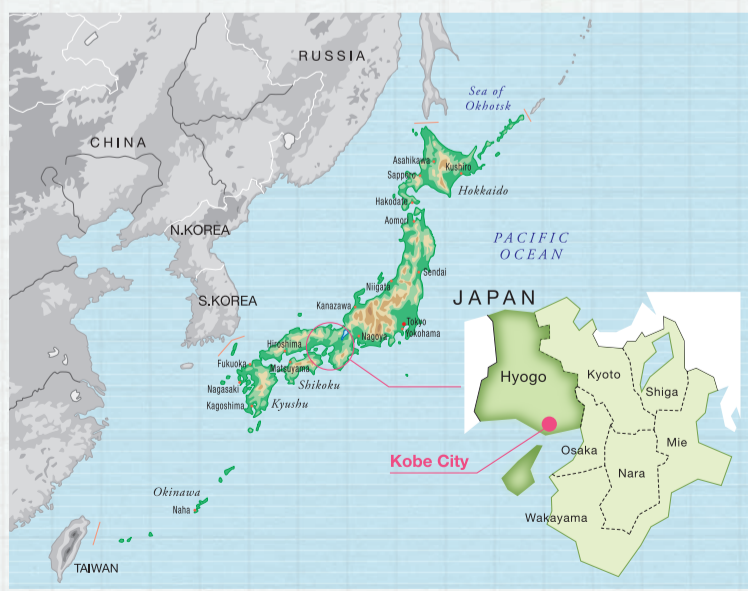 RUSSIA
Sea of
Okhotsk
CHINA
Asahikawa
Sapporo
Kushiro
Hokkaido
Hakodate
Aomori
N.KOREA
PACIFIC
OCEAN
Sendai
Niigata
S.KOREA
Kanazawa
JAPAN
Tokyo
Yokohama
Nagoya
Hiroshima
Fukuoka
Matsuyama
Shikoku
Nagasaki
Kagoshima
Kyushu
Hyogo
Kyoto
Shiga
Mie
Osaka
Nara
Kobe City
Wakayama
Okinawa
Naha
TAIWAN